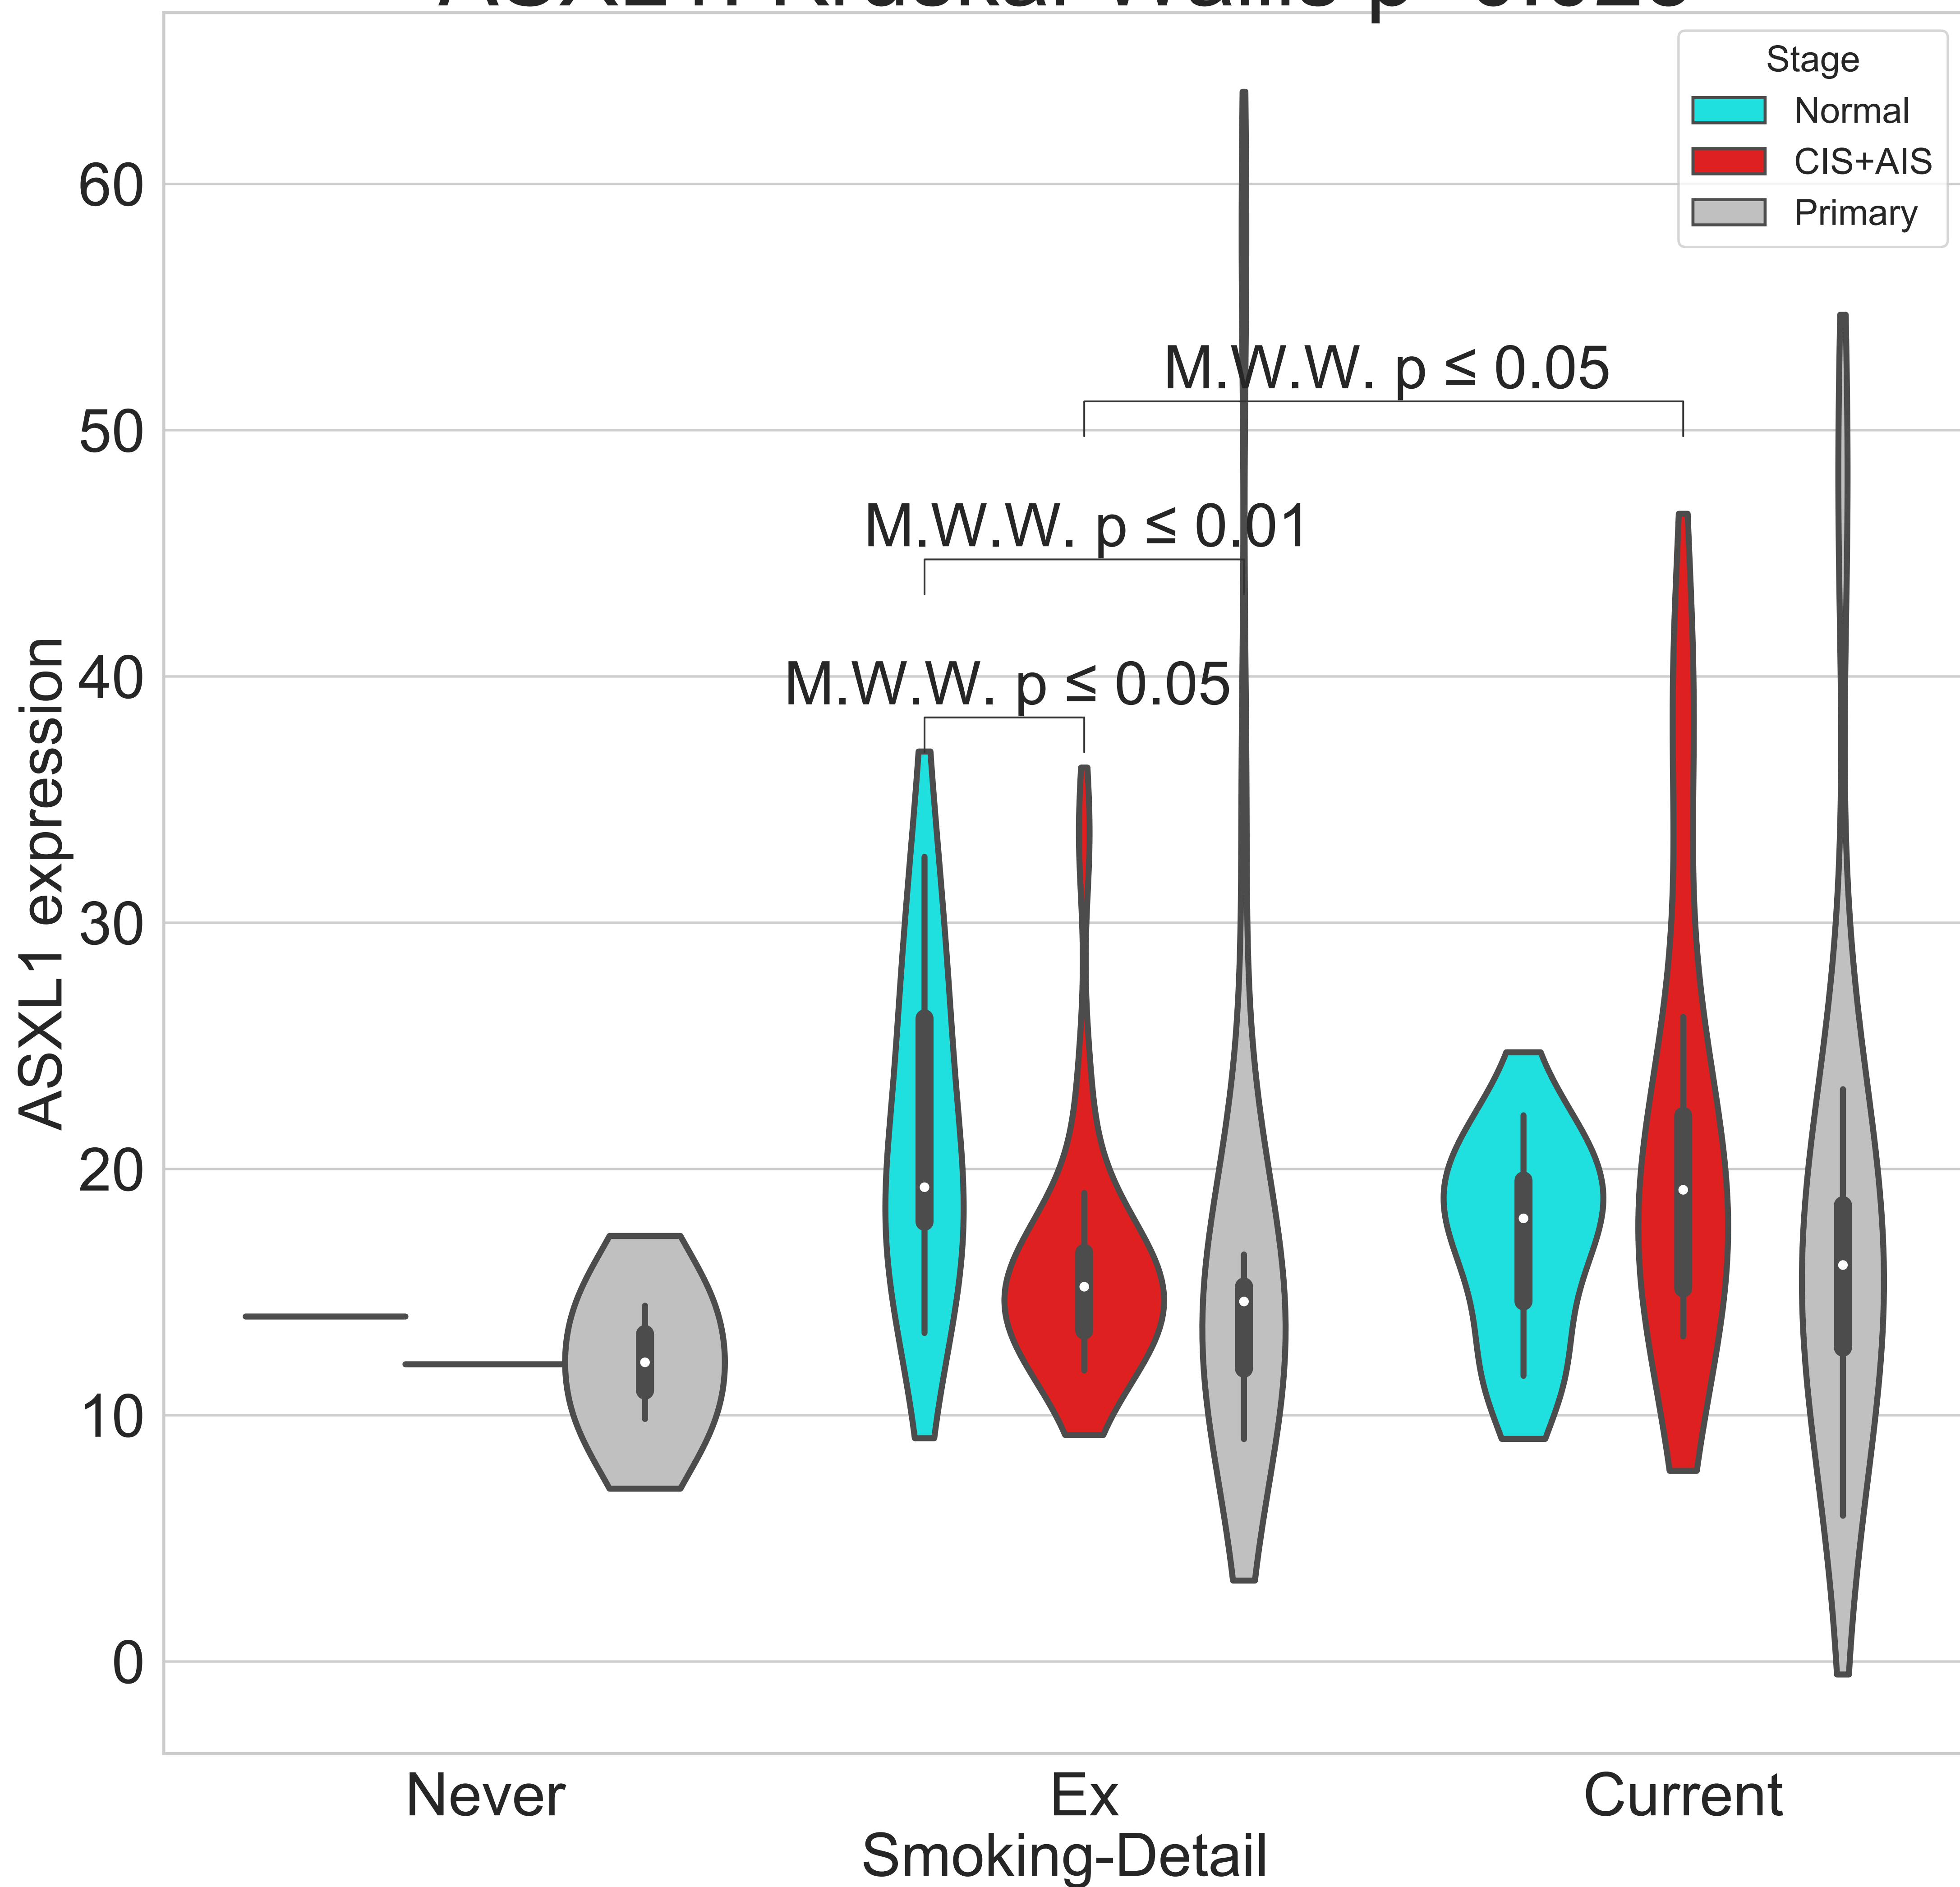 Stage
Normal
CIS+AIS
Primary
60
50
40
30
20
10
0
ASXL1 expression
M.W.W. p ≤ 0.05
M.W.W. p ≤ 0.01
M.W.W. p ≤ 0.05
Never
Ex
Current
Smoking-Detail